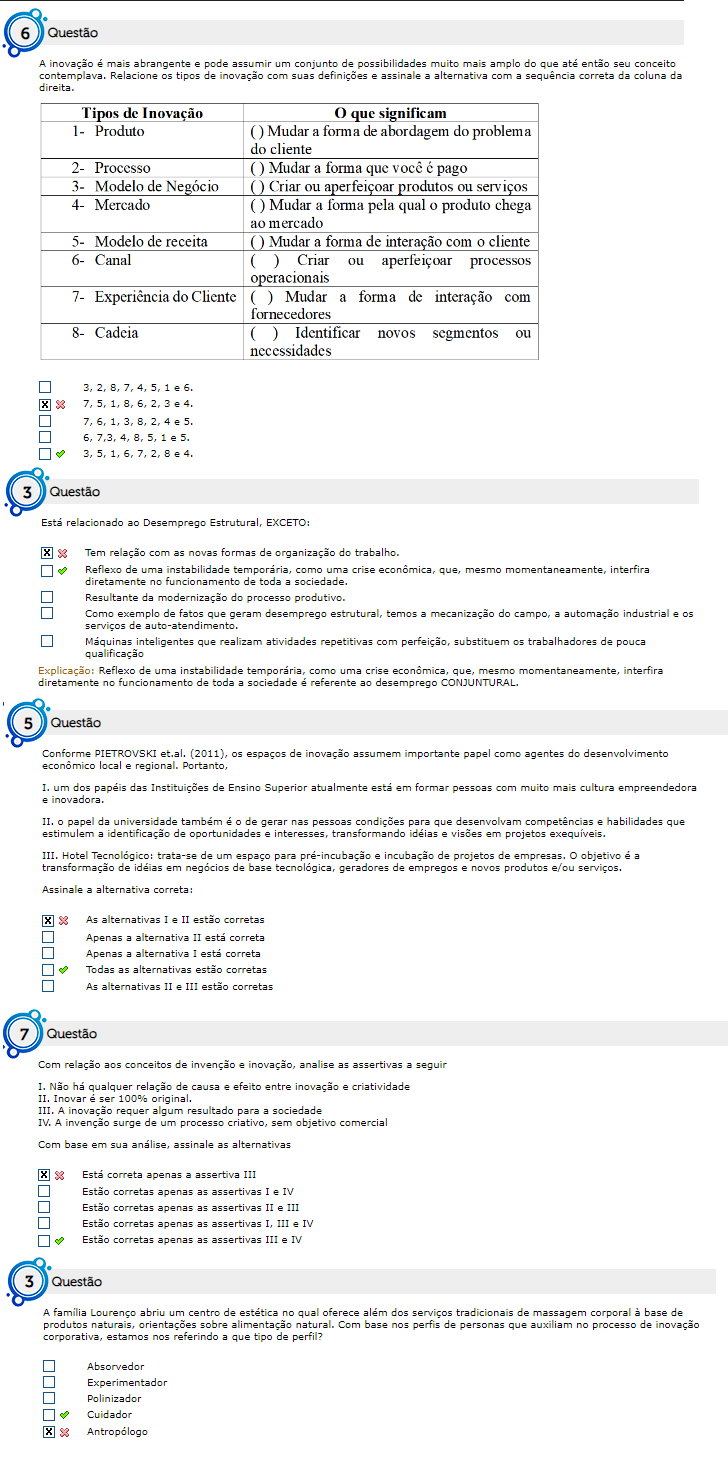 6 Questão
A inovação é mais abrangente e pode assumir um conjunto de possibilidades muito mais amplo do que até então seu conceito
contemplava. Relacione os tipos de inovação com suas definições e assinale a alternativa com a sequência correta da coluna da
direita.
Tipos de Inovação O que significam
1- Produto ( ) Mudar a forma de abordagem do problema
do cliente
2- Processo ( ) Mudar a forma que você é pago
3- Modelo de Negócio ( ) Criar ou aperfeiçoar produtos ou serviços
4- Mercado ( ) Mudar a forma pela qual o produto chega
ao mercado
5- Modelo de receita ( ) Mudar a forma de interação com o cliente
6- Canal ( ) Criar ou aperfeiçoar processos
operacionais
7- Experiência do Cliente ( ) Mudar a forma de interação com
fornecedores
8- Cadeia ( ) Identificar novos segmentos ou
necessidades
3, 2, 8, 7, 4, 5, 1 e 6.
7, 5, 1, 8, 6, 2, 3 e 4.
7, 6, 1, 3, 8, 2, 4 e 5.
6, 7,3, 4, 8, 5, 1 e 5.
3, 5, 1, 6, 7, 2, 8 e 4.
3 Questão
Está relacionado ao Desemprego Estrutural, EXCETO:
Tem relação com as novas formas de organização do trabalho.
Reflexo de uma instabilidade temporária, como uma crise econômica, que, mesmo momentaneamente, interfira
diretamente no funcionamento de toda a sociedade.
Resultante da modernização do processo produtivo.
Como exemplo de fatos que geram desemprego estrutural, temos a mecanização do campo, a automação industrial e os
serviços de auto-atendimento.
Máquinas inteligentes que realizam atividades repetitivas com perfeição, substituem os trabalhadores de pouca
qualificação
Explicação: Reflexo de uma instabilidade temporária, como uma crise econômica, que, mesmo momentaneamente, interfira
diretamente no funcionamento de toda a sociedade é referente ao desemprego CONJUNTURAL.
5 Questão
Conforme PIETROVSKI et.al. (2011), os espaços de inovação assumem importante papel como agentes do desenvolvimento
econômico local e regional. Portanto,
I. um dos papéis das Instituições de Ensino Superior atualmente está em formar pessoas com muito mais cultura empreendedora
e inovadora.
II. o papel da universidade também é o de gerar nas pessoas condições para que desenvolvam competências e habilidades que
estimulem a identificação de oportunidades e interesses, transformando idéias e visões em projetos exequíveis.
III. Hotel Tecnológico: trata-se de um espaço para pré-incubação e incubação de projetos de empresas. O objetivo é a
transformação de idéias em negócios de base tecnológica, geradores de empregos e novos produtos e/ou serviços.
Assinale a alternativa correta:
As alternativas I e II estão corretas
Apenas a alternativa II está correta
Apenas a alternativa I está correta
Todas as alternativas estão corretas
As alternativas II e III estão corretas
7 Questão
Com relação aos conceitos de invenção e inovação, analise as assertivas a seguir
I. Não há qualquer relação de causa e efeito entre inovação e criatividade
II. Inovar é ser 100% original.
III. A inovação requer algum resultado para a sociedade
IV. A invenção surge de um processo criativo, sem objetivo comercial
Com base em sua análise, assinale as alternativas
Está correta apenas a assertiva III
Estão corretas apenas as assertivas I e IV
Estão corretas apenas as assertivas II e III
Estão corretas apenas as assertivas I, III e IV
Estão corretas apenas as assertivas III e IV
3 Questão
A família Lourenço abriu um centro de estética no qual oferece além dos serviços tradicionais de massagem corporal à base de
produtos naturais, orientações sobre alimentação natural. Com base nos perfis de personas que auxiliam no processo de inovação
corporativa, estamos nos referindo a que tipo de perfil?
Absorvedor
Experimentador
Polinizador
Cuidador
Antropólogo